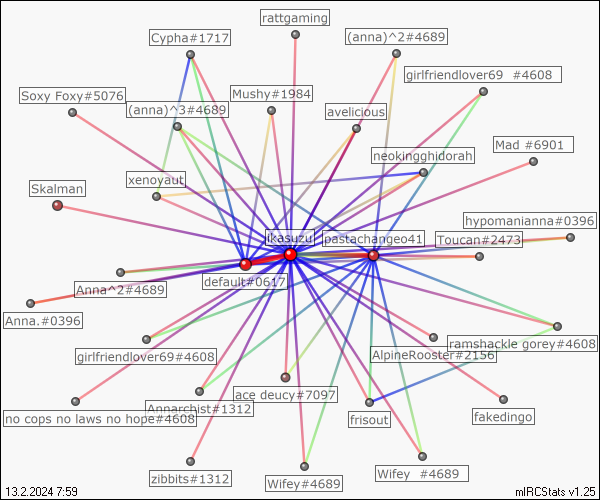 rattgaming
Cypha#1717
(anna)^2#4689
girlfriendlover69 #4608
Soxy Foxy#5076
Mushy#1984
(anna)^3#4689
avelicious
Mad #6901
neokingghidorah
xenoyaut
Skalman
hypomanianna#0396
ikasuzu
pastachangeo41
Toucan#2473
default#0617
Anna^2#4689
Anna.#0396
ramshackle gorey#4608
girlfriendlover69#4608
AlpineRooster#2156
ace deucy#7097
Annarchist#1312
no cops no laws no hope#4608
frisout
fakedingo
zibbits#1312
Wifey#4689
Wifey #4689
13.2.2024 7:59
mIRCStats v1.25